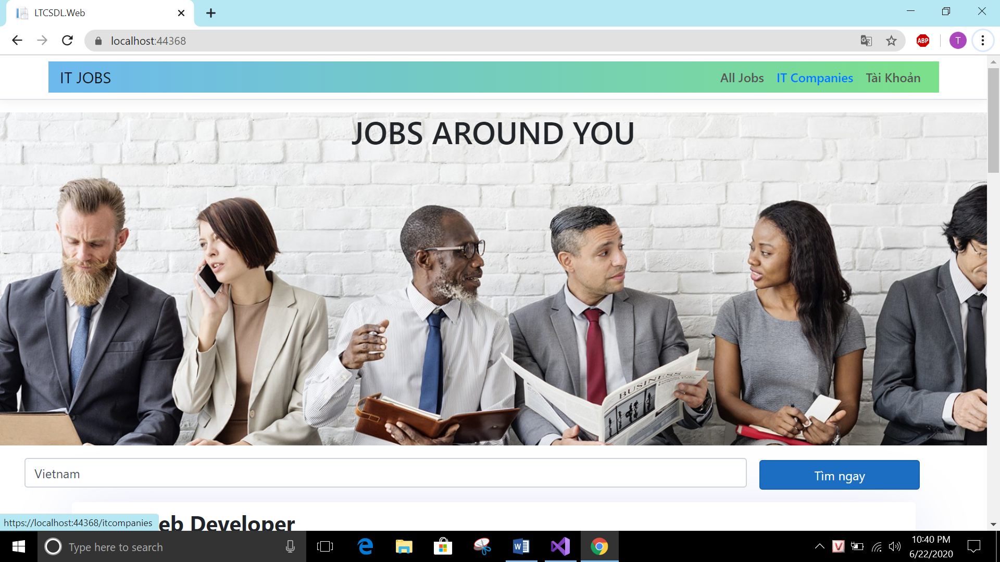 LTCSDL.Web
localhost:44368
ABP
T
IT JOBS
All Jobs IT Companies Tài Khoản
JOBS AROUND YOU
BUSINESS
Vietnam
Tìm ngay
eb Developer
https://localhost:44368/itcompanies
Type here to search
10:40 PM
6/22/2020